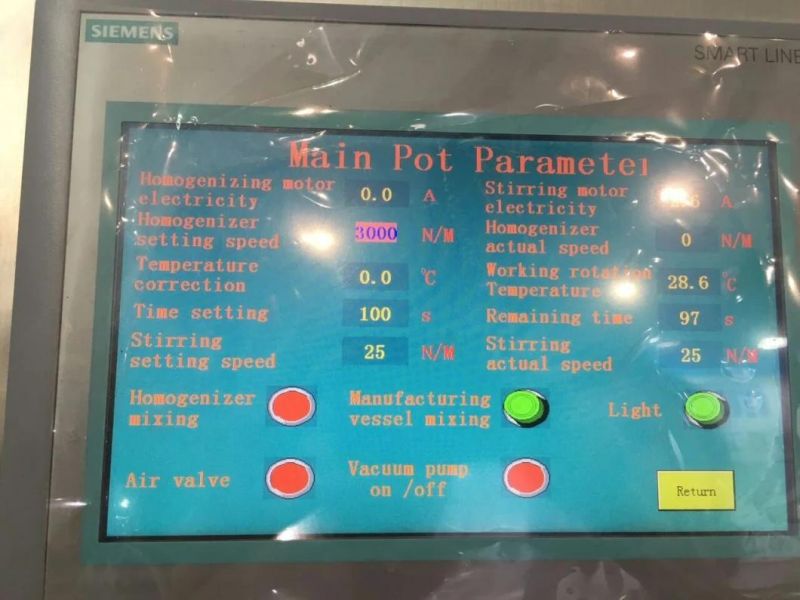 SIEMENS
SMART LINE
Main Pot Parameter
Homogenizing motor
electricity 0.0 A
Stirring motor
electricity A
Homogenizer
setting speed 3000 N/M
Homogenizer
actual speed 0 N/M
Temperature
correction 0.0 ℃
Working rotation
Temperature 28.6 ℃
Time setting 100 s
Remaining time 97 s
Stirring
setting speed 25 N/M
Stirring
actual speed 25 N/M
Homogenizer
mixing
Manufacturing
vessel mixing
Light
Air valve
Vacuum pump
on /off
Return